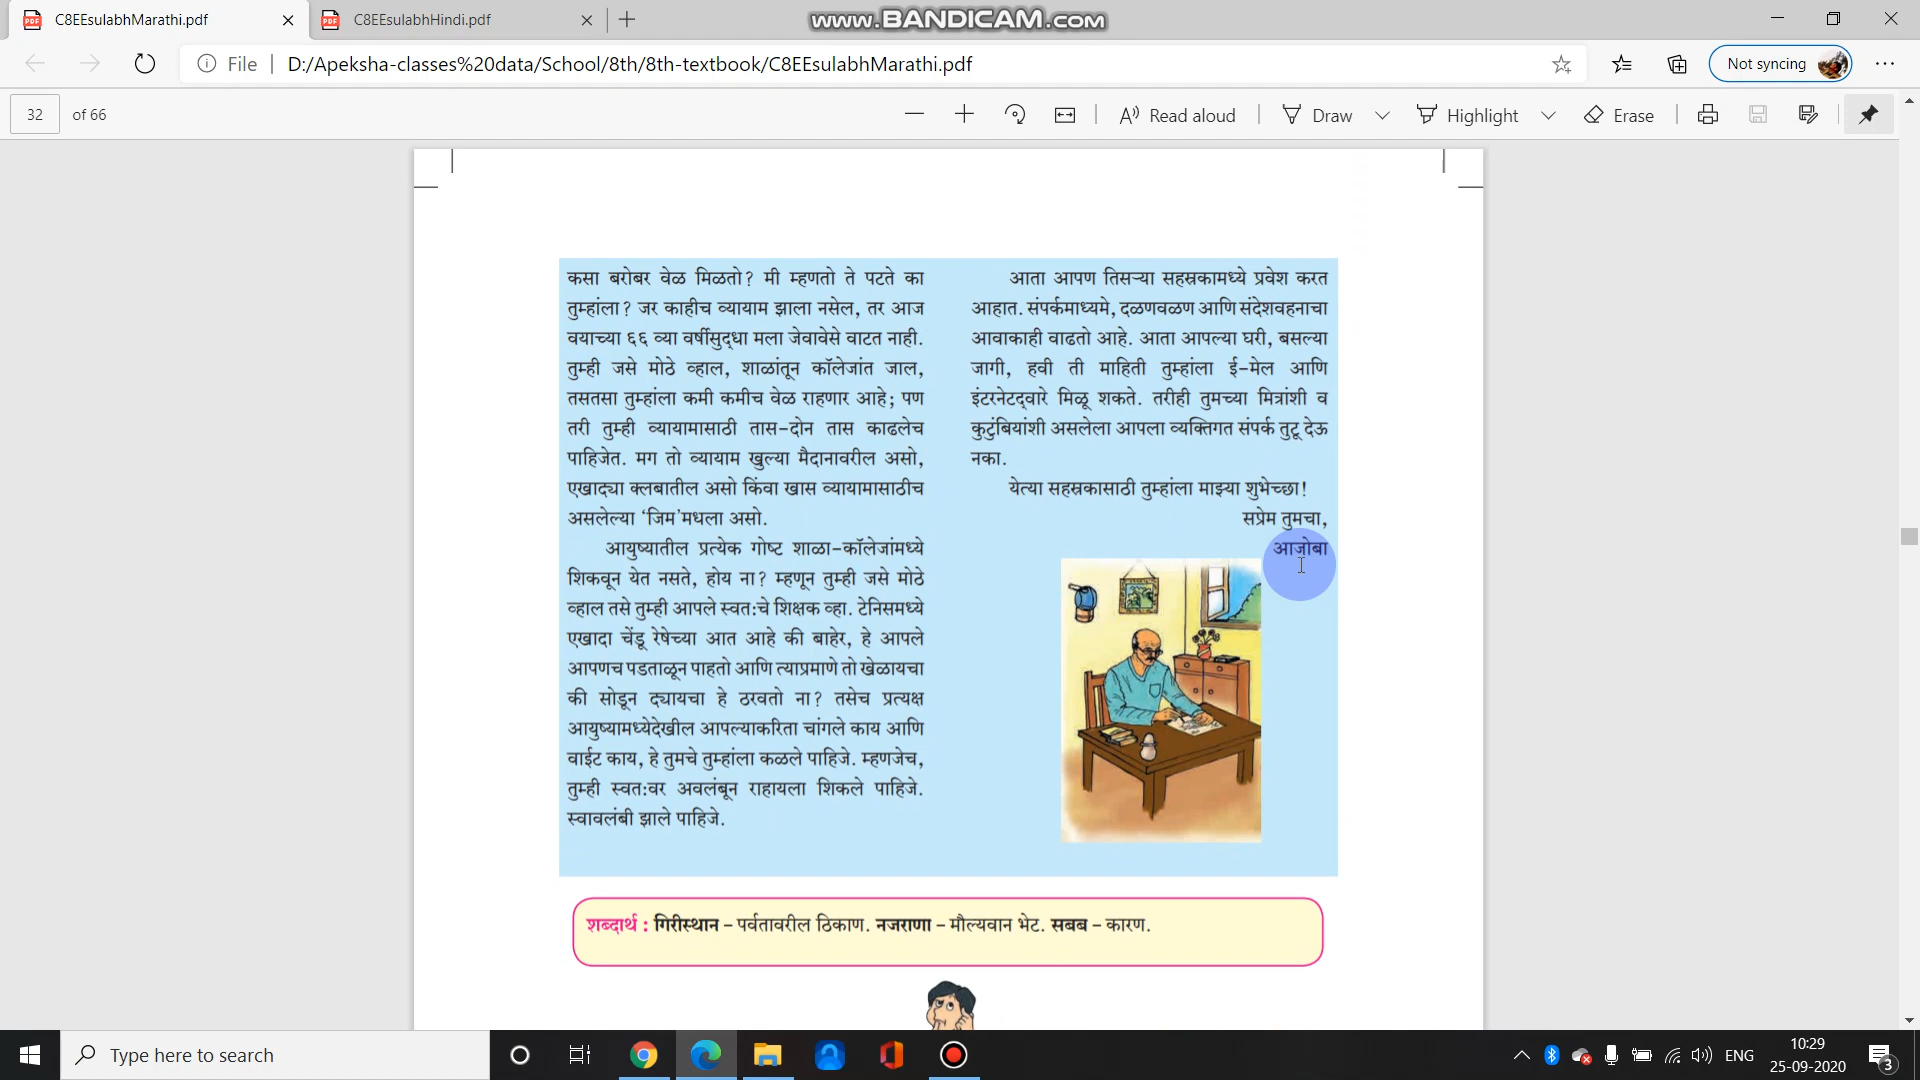 C8EEsulabhMarathi.pdf
C8EEsulabhHindi.pdf
www.BANDICAM.com
File
D:/Apeksha-classes%20data/School/8th/8th-textbook/C8EEsulabhMarathi.pdf
Not syncing
32 of 66
Read aloud
Draw
Highlight
Erase
कसा बरोबर वेळ मिळतो? मी म्हणतो ते पटते का
तुम्हांला? जर काहीच व्यायाम झाला नसेल, तर आज
वयाच्या ६६ व्या वर्षीसुद्धा मला जेवावेसे वाटत नाही.
तुम्ही जसे मोठे व्हाल, शाळांतून कॉलेजांत जाल,
तसतसा तुम्हांला कमी कमीच वेळ राहणार आहे; पण
तरी तुम्ही व्यायामासाठी तास-दोन तास काढलेच
पाहिजेत. मग तो व्यायाम खुल्या मैदानावरील असो,
एखाद्या क्लबातील असो किंवा खास व्यायामासाठीच
असलेल्या ‘जिम’मधला असो.
आयुष्यातील प्रत्येक गोष्ट शाळा-कॉलेजांमध्ये
शिकवून येत नसते, होय ना? म्हणून तुम्ही जसे मोठे
व्हाल तसे तुम्ही आपले स्वत:चे शिक्षक व्हा. टेनिसमध्ये
एखादा चेंडू रेषेच्या आत आहे की बाहेर, हे आपले
आपणच पडताळून पाहतो आणि त्याप्रमाणे तो खेळायचा
की सोडून द्यायचा हे ठरवतो ना? तसेच प्रत्यक्ष
आयुष्यामध्येदेखील आपल्याकरिता चांगले काय आणि
वाईट काय, हे तुमचे तुम्हांला कळले पाहिजे. म्हणजेच,
तुम्ही स्वत:वर अवलंबून राहायला शिकले पाहिजे.
स्वावलंबी झाले पाहिजे.
आता आपण तिसऱ्या सहस्रकामध्ये प्रवेश करत
आहात. संपर्कमाध्यमे, दळणवळण आणि संदेशवहनाचा
आवाकाही वाढतो आहे. आता आपल्या घरी, बसल्या
जागी, हवी ती माहिती तुम्हांला ई-मेल आणि
इंटरनेटद्वारे मिळू शकते. तरीही तुमच्या मित्रांशी व
कुटुंबियांशी असलेला आपला व्यक्तिगत संपर्क तुटू देऊ
नका.
येत्या सहस्रकासाठी तुम्हांला माझ्या शुभेच्छा!
सप्रेम तुमचा,
आजोबा
शब्दार्थ : गिरीस्थान – पर्वतावरील ठिकाण. नजराणा – मौल्यवान भेट. सबब – कारण.
Type here to search
ENG
10:29
25-09-2020
3